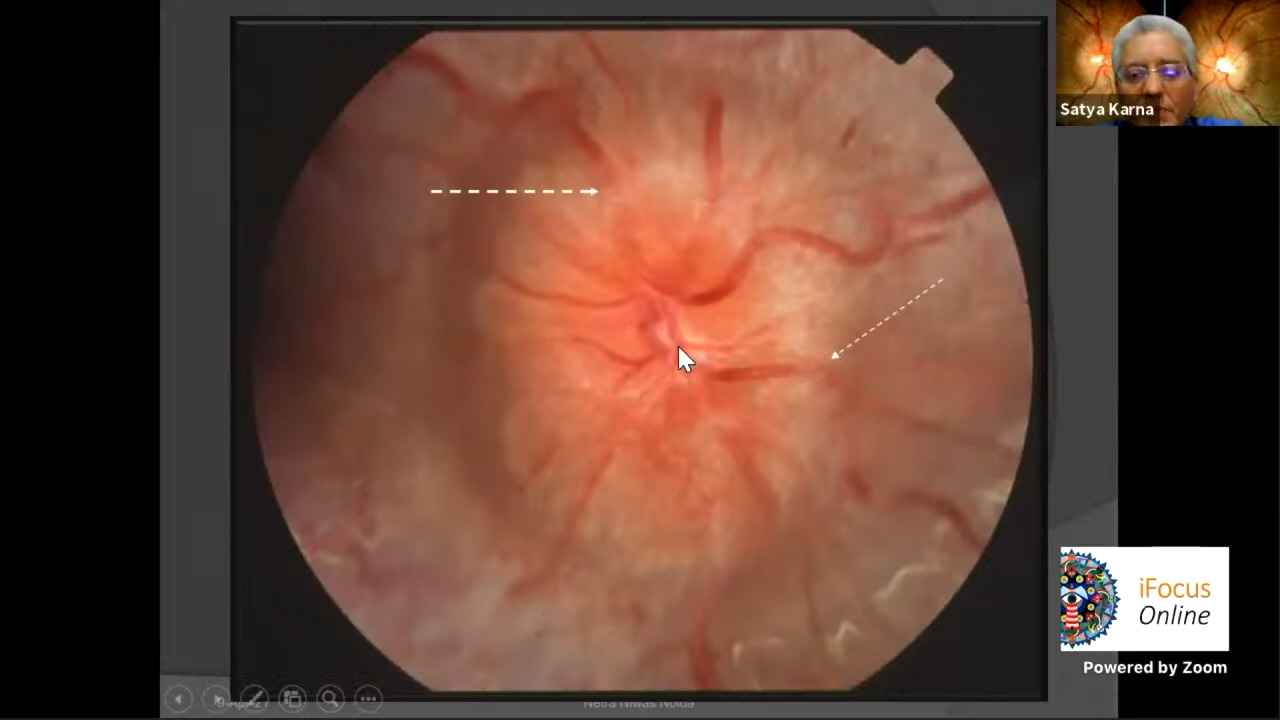 Satya Karna
iFocus
Online
Powered by Zoom
Netra Niwas Noida